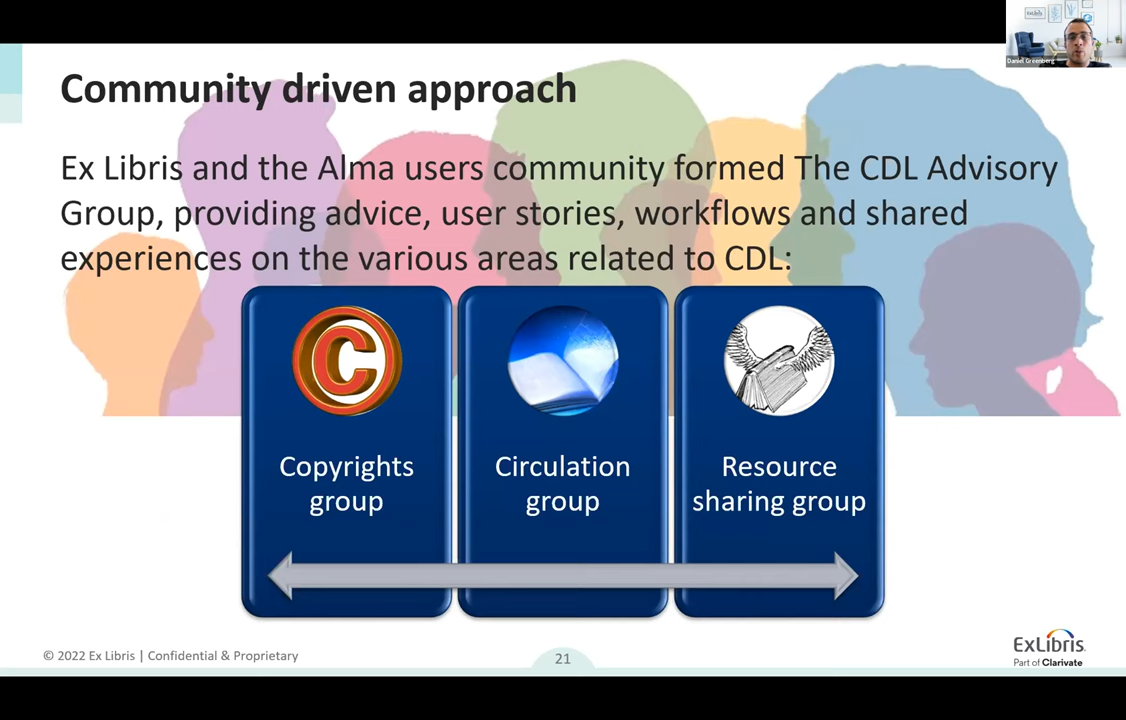 Daniel Greenberg
Community driven approach
Ex Libris and the Alma users community formed The CDL Advisory
Group, providing advice, user stories, workflows and shared
experiences on the various areas related to CDL:
C
Copyrights
group
Circulation
group
Resource
sharing group
© 2022 Ex Libris | Confidential & Proprietary
21
ExLibris
Part of Clarivate